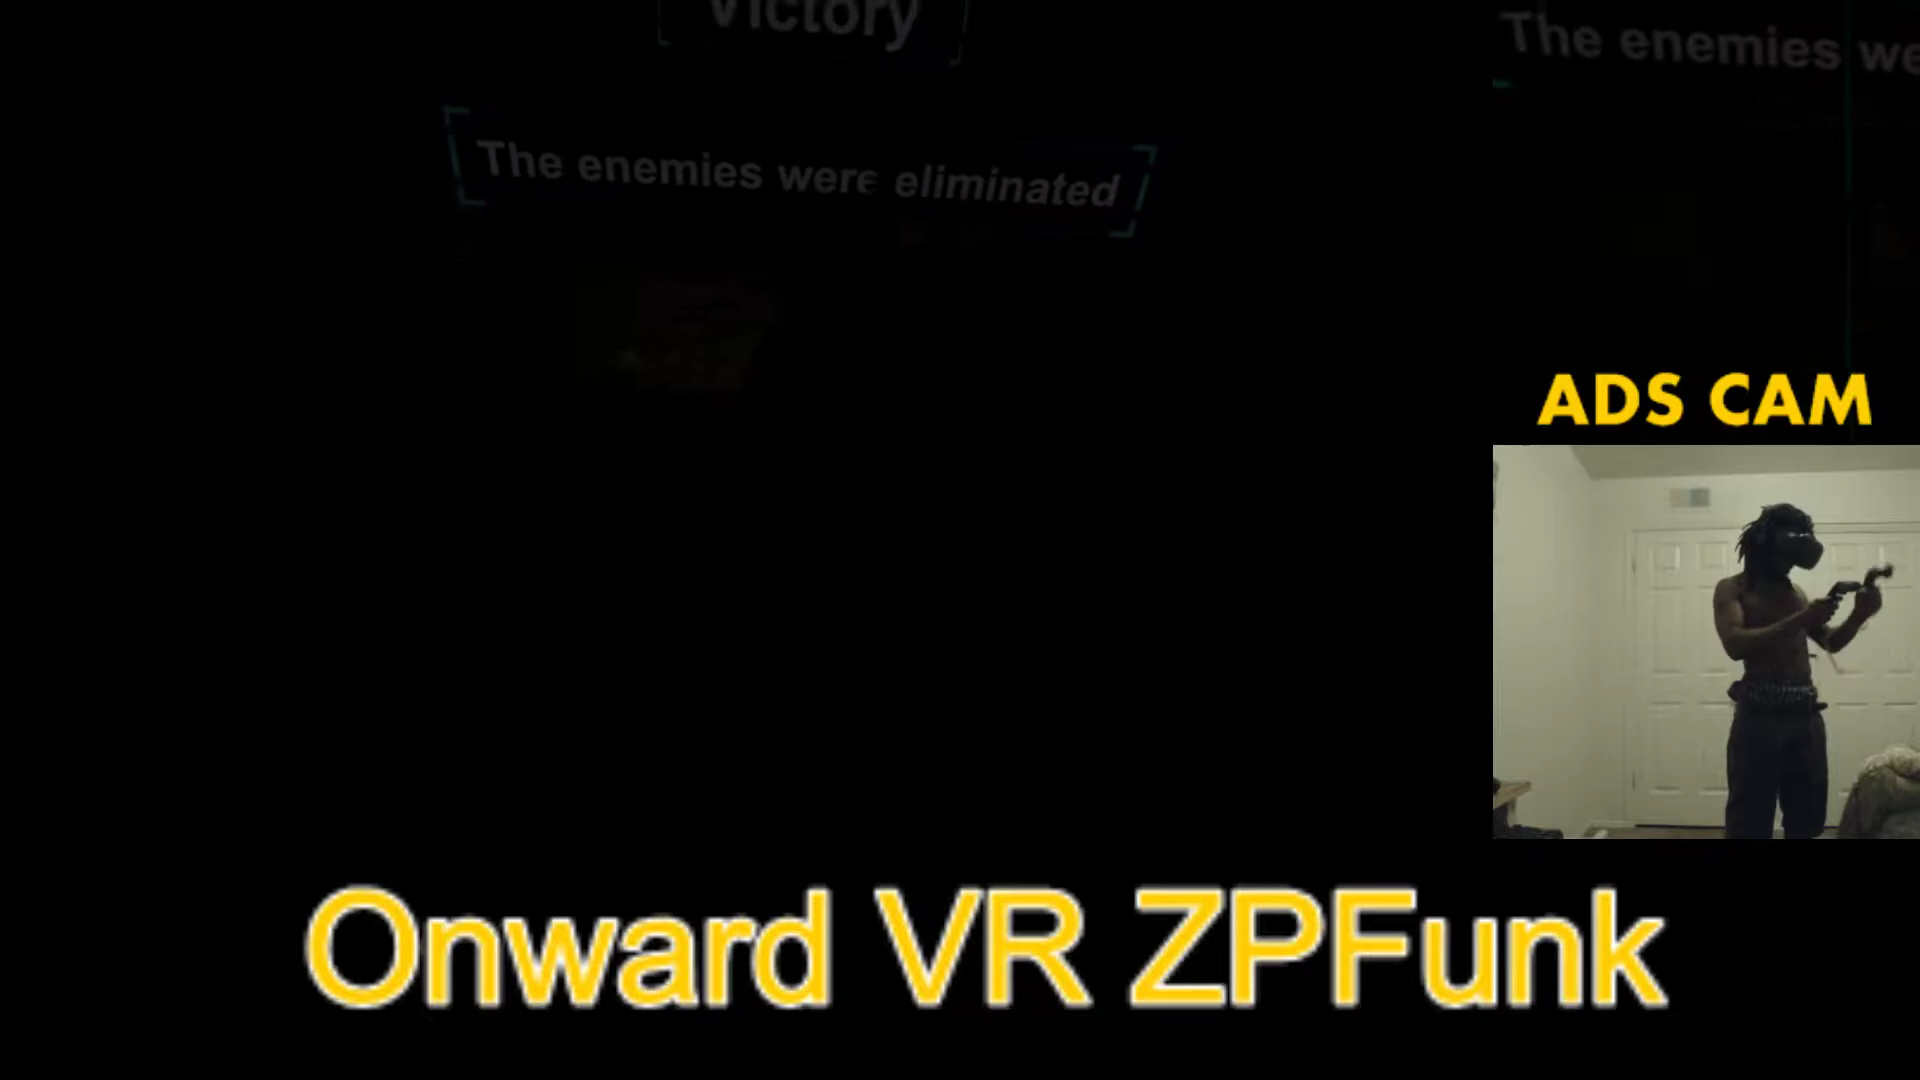 Victory
The enemies were eliminated
The enemies we
ADS CAM
Onward VR ZPFunk